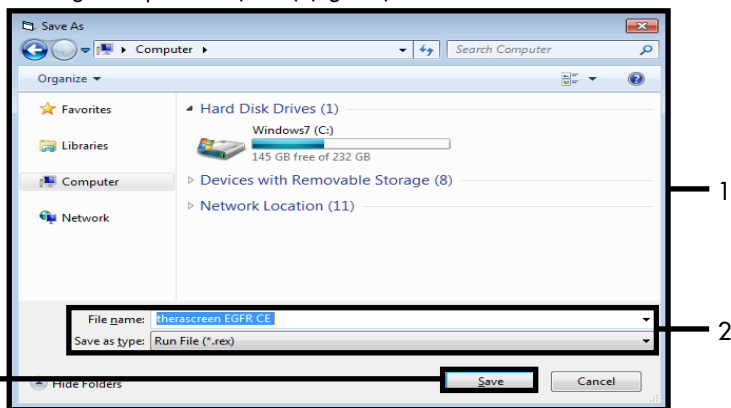 Save As
Computer
Search Computer
Organize
Favorites
Hard Disk Drives (1)
Windows7 (C:)
145 GB free of 232 GB
Libraries
Computer
Devices with Removable Storage (8)
Network Location (11)
Network
1
File name: therascreen EGFR CE
Save as type: Run File (*.rex)
2
Hide Folders
Save
Cancel